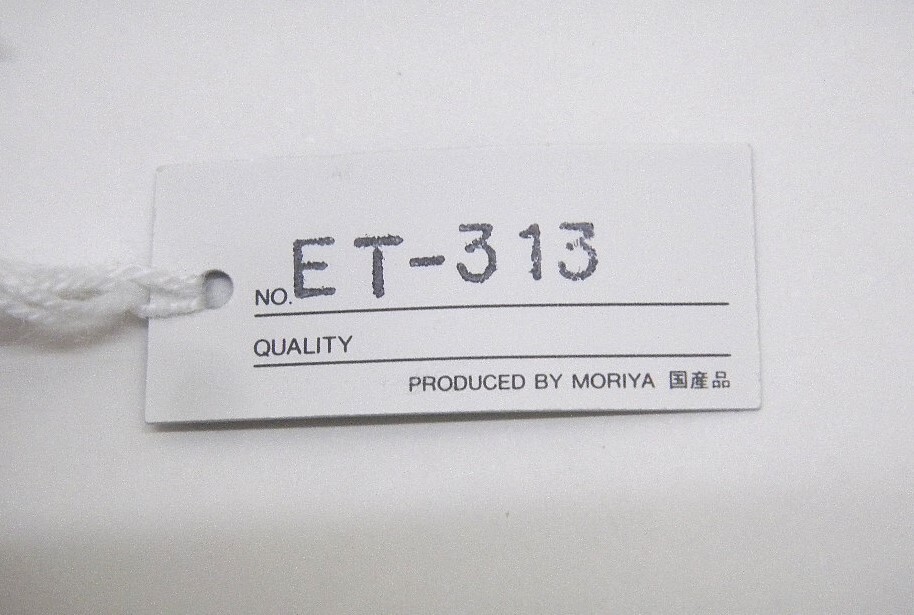 NO. ET-313
QUALITY
PRODUCED BY MORIYA 国産品